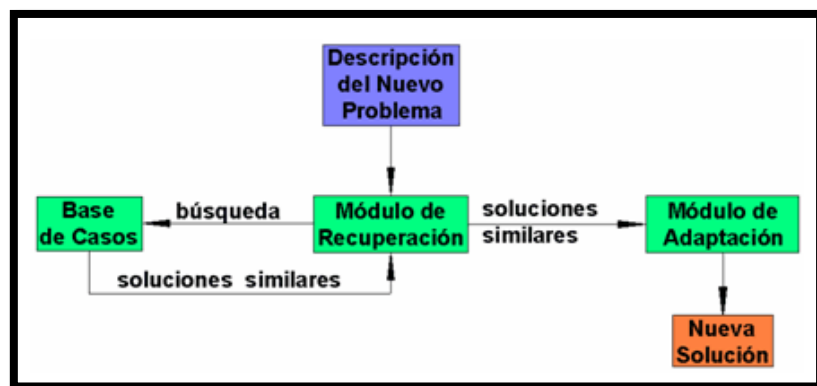 Descripción
del Nuevo
Problema
Base
de Casos
búsqueda
Módulo de
Recuperación
soluciones
similares
Módulo de
Adaptación
soluciones similares
Nueva
Solución